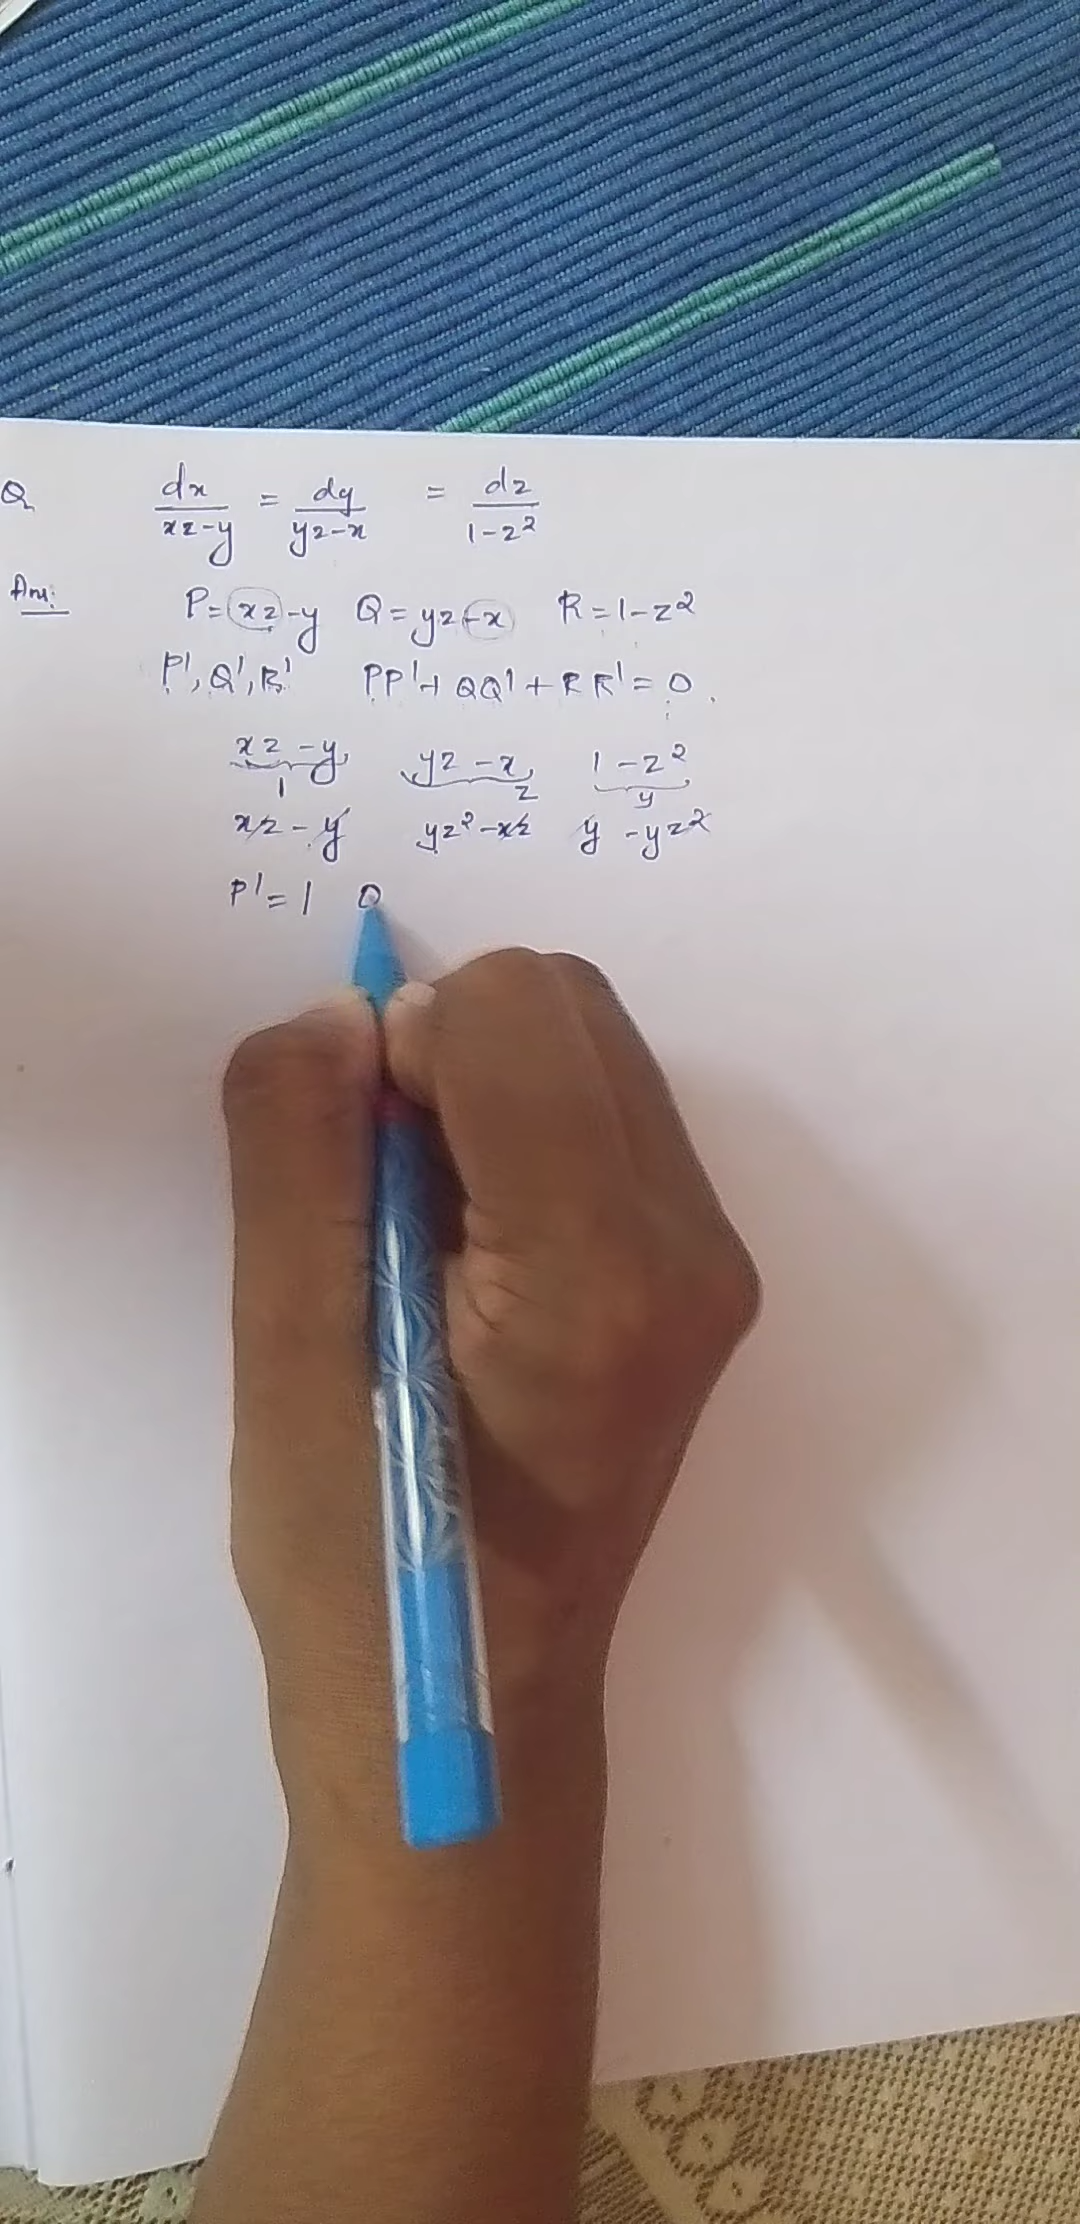 Q dx/xz-y = dy/yz-x = dz/1-z²
Ans: P=xz-y Q=yz-x R=1-z²
P', Q', R' PP'+QQ'+RR'=0.
xz-y yz-x 1-z²
1 z y
xz-y yz²-xz y-yz²
P'=1 Q